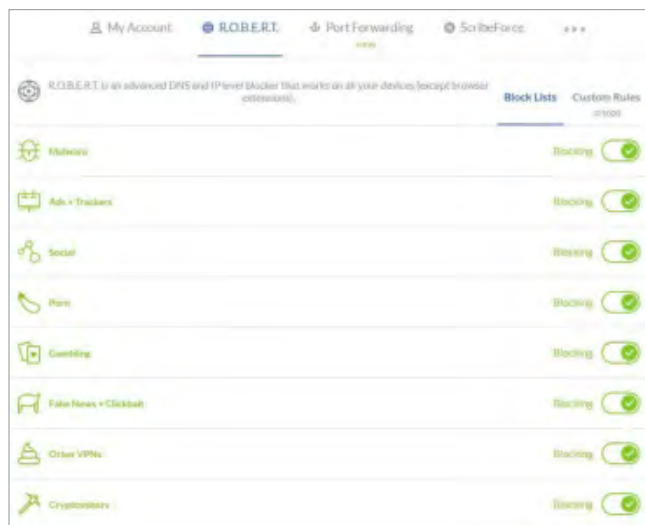 My Account R.O.B.E.R.T. Port Forwarding ScribeForce
R.O.B.E.R.T. is an advanced DNS and IP level blocker that works on all your devices (except browser
extensions).
Block Lists Custom Rules
Malware Blocking
Ads + Trackers Blocking
Social Blocking
Porn Blocking
Gambling Blocking
Fake News + Clickbait Blocking
Other VPNs Blocking
Cryptominers Blocking